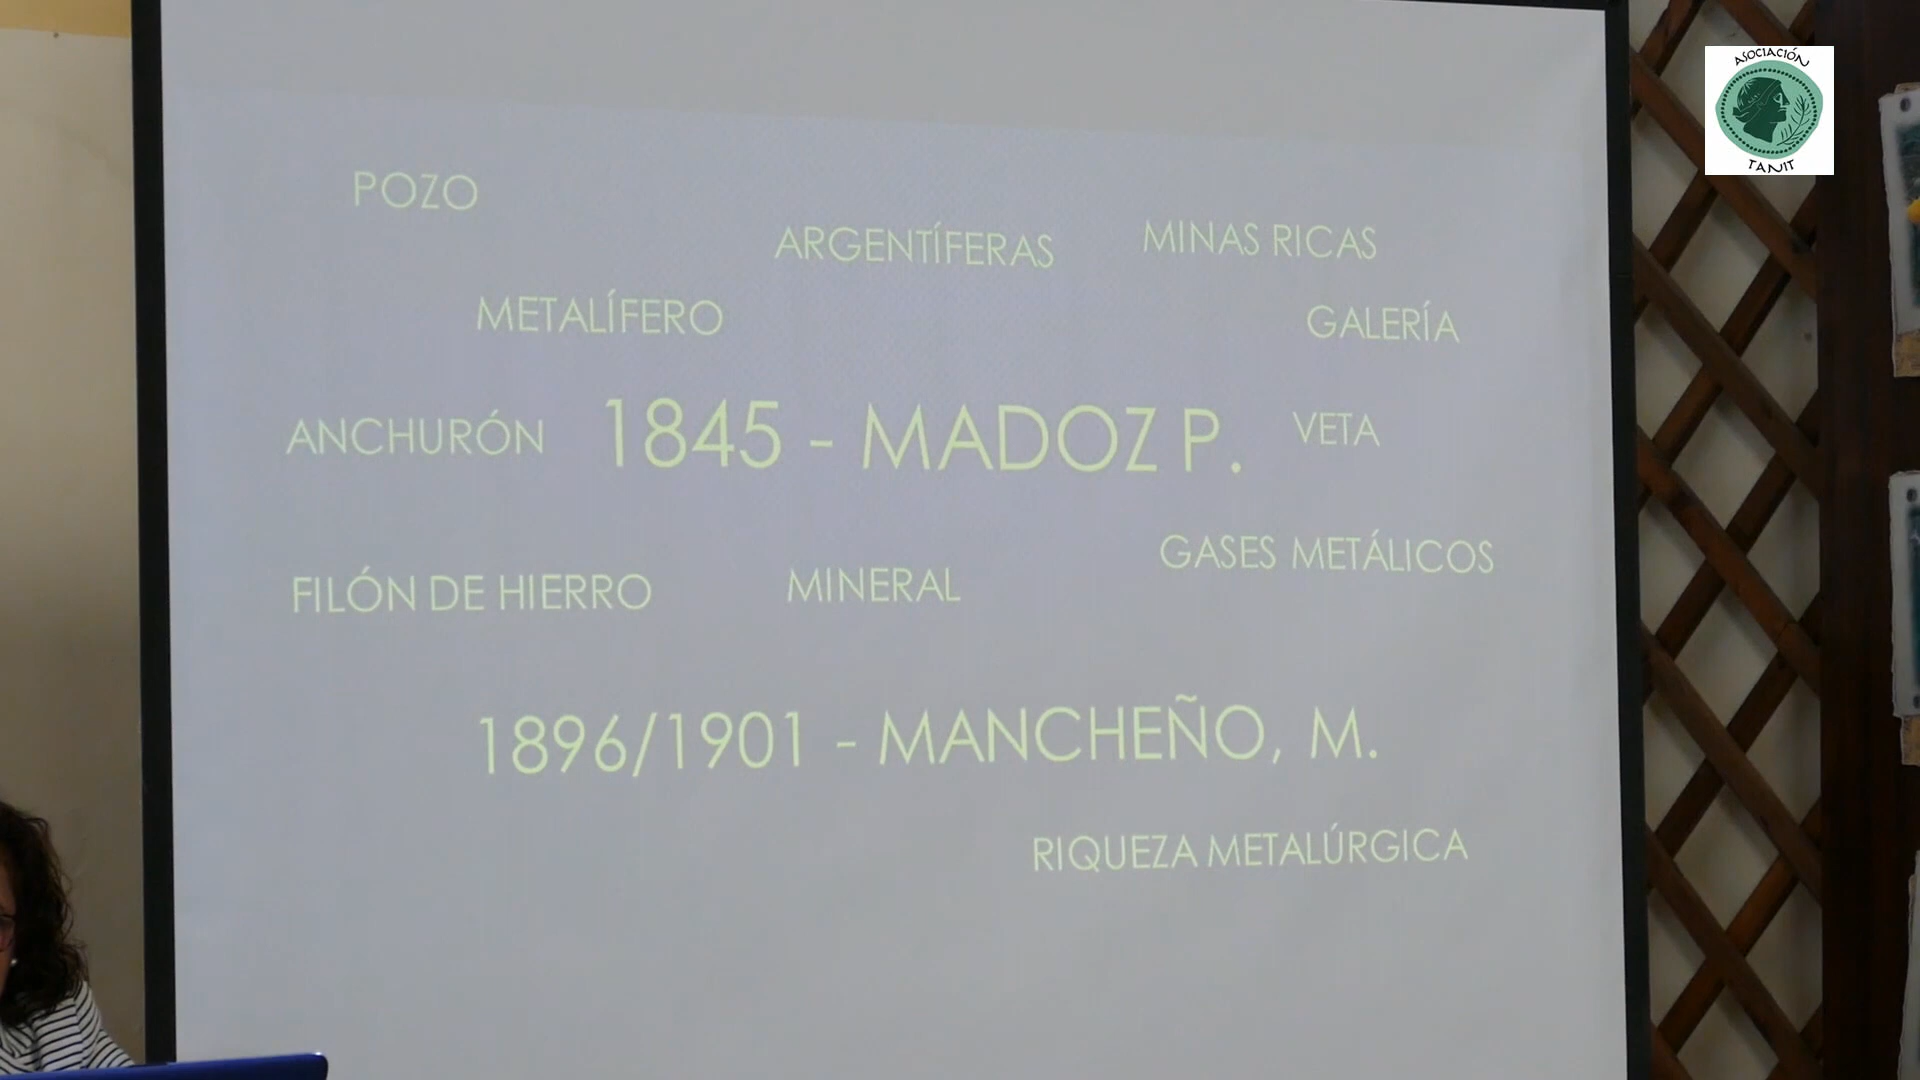 ASOCIACIÓN
TANIT
POZO
ARGENTÍFERAS
MINAS RICAS
METALÍFERO
GALERÍA
ANCHURÓN
1845 - MADOZ P.
VETA
GASES METÁLICOS
FILÓN DE HIERRO
MINERAL
1896/1901 - MANCHEÑO, M.
RIQUEZA METALÚRGICA